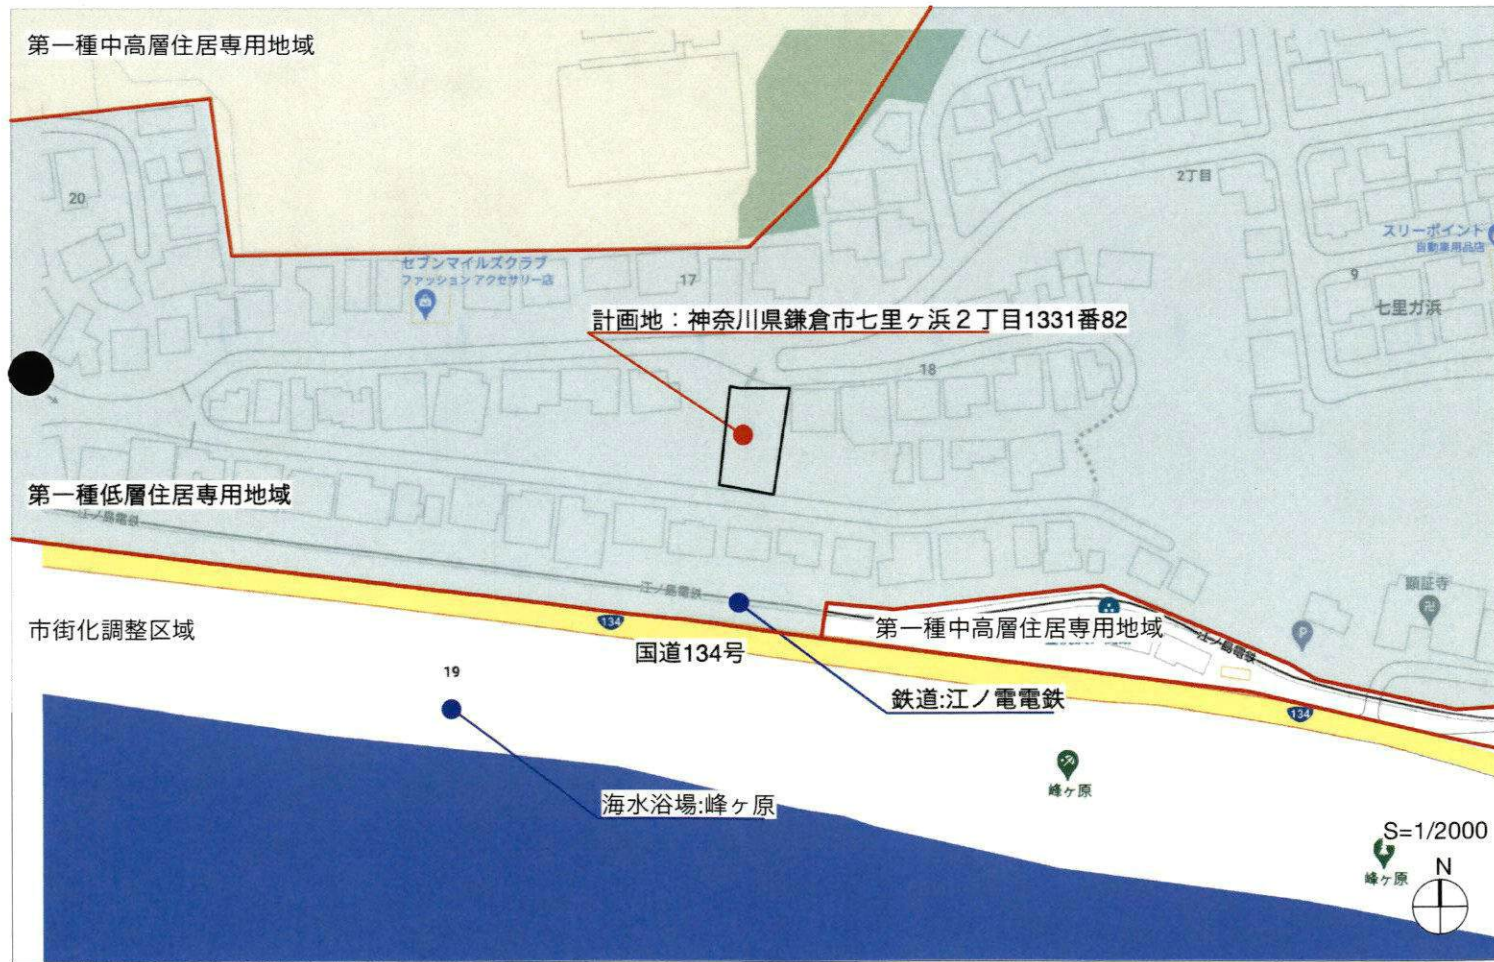 第一種中高層住居専用地域
20
2丁目
スリーポイント
自動車用品店
セブンマイルズクラブ
ファッション アクセサリー店
17
9
七里ガ浜
計画地：神奈川県鎌倉市七里ヶ浜２丁目1331番82
18
第一種低層住居専用地域
江ノ島電鉄
江ノ島電鉄
顕証寺
卍
134
市街化調整区域
国道134号
第一種中高層住居専用地域
P
江ノ島電鉄
19
鉄道:江ノ電電鉄
134
海水浴場:峰ヶ原
峰ヶ原
S=1/2000
峰ヶ原
N